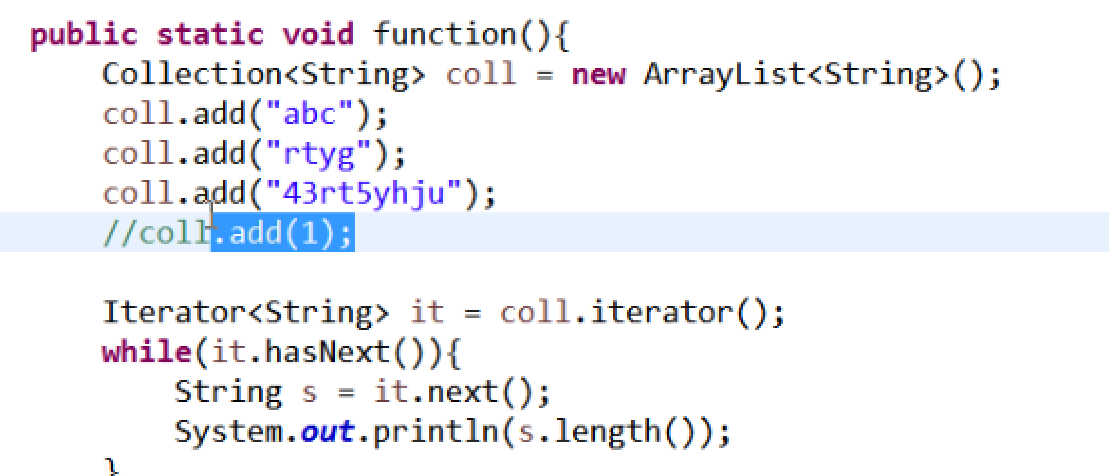 public static void function(){
Collection<String> coll = new ArrayList<String>();
coll.add("abc");
coll.add("rtyg");
coll.add("43rt5yhju");
//coll.add(1);
Iterator<String> it = coll.iterator();
while(it.hasNext()){
String s = it.next();
System.out.println(s.length());
}